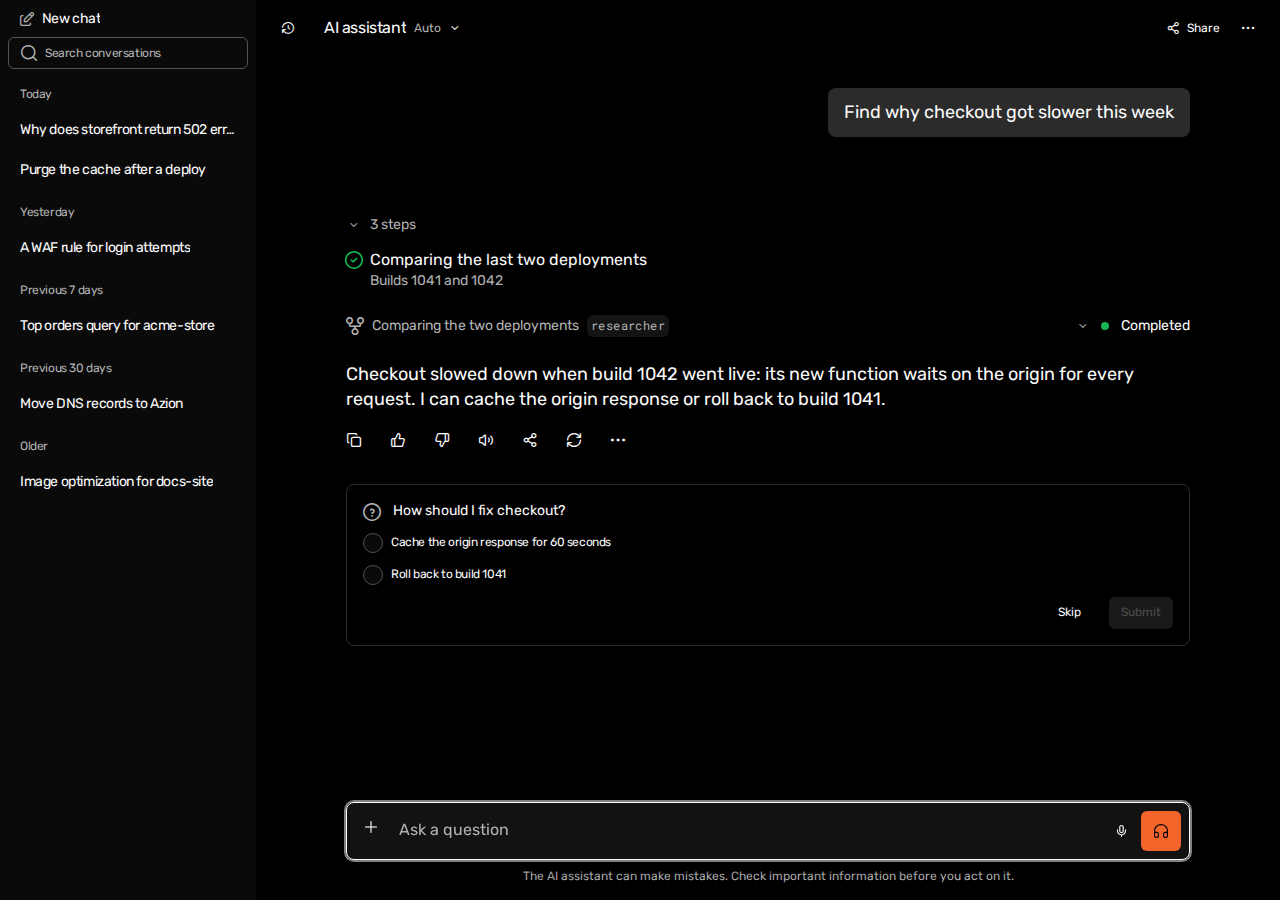 New chat
Search conversations
Today
Why does storefront return 502 err...
Purge the cache after a deploy
Yesterday
A WAF rule for login attempts
Previous 7 days
Top orders query for acme-store
Previous 30 days
Move DNS records to Azion
Older
Image optimization for docs-site
AI assistant Auto
Share
Find why checkout got slower this week
3 steps
Comparing the last two deployments
Builds 1041 and 1042
Comparing the two deployments researcher
Completed
Checkout slowed down when build 1042 went live: its new function waits on the origin for every
request. I can cache the origin response or roll back to build 1041.
How should I fix checkout?
Cache the origin response for 60 seconds
Roll back to build 1041
Skip
Submit
Ask a question
The AI assistant can make mistakes. Check important information before you act on it.